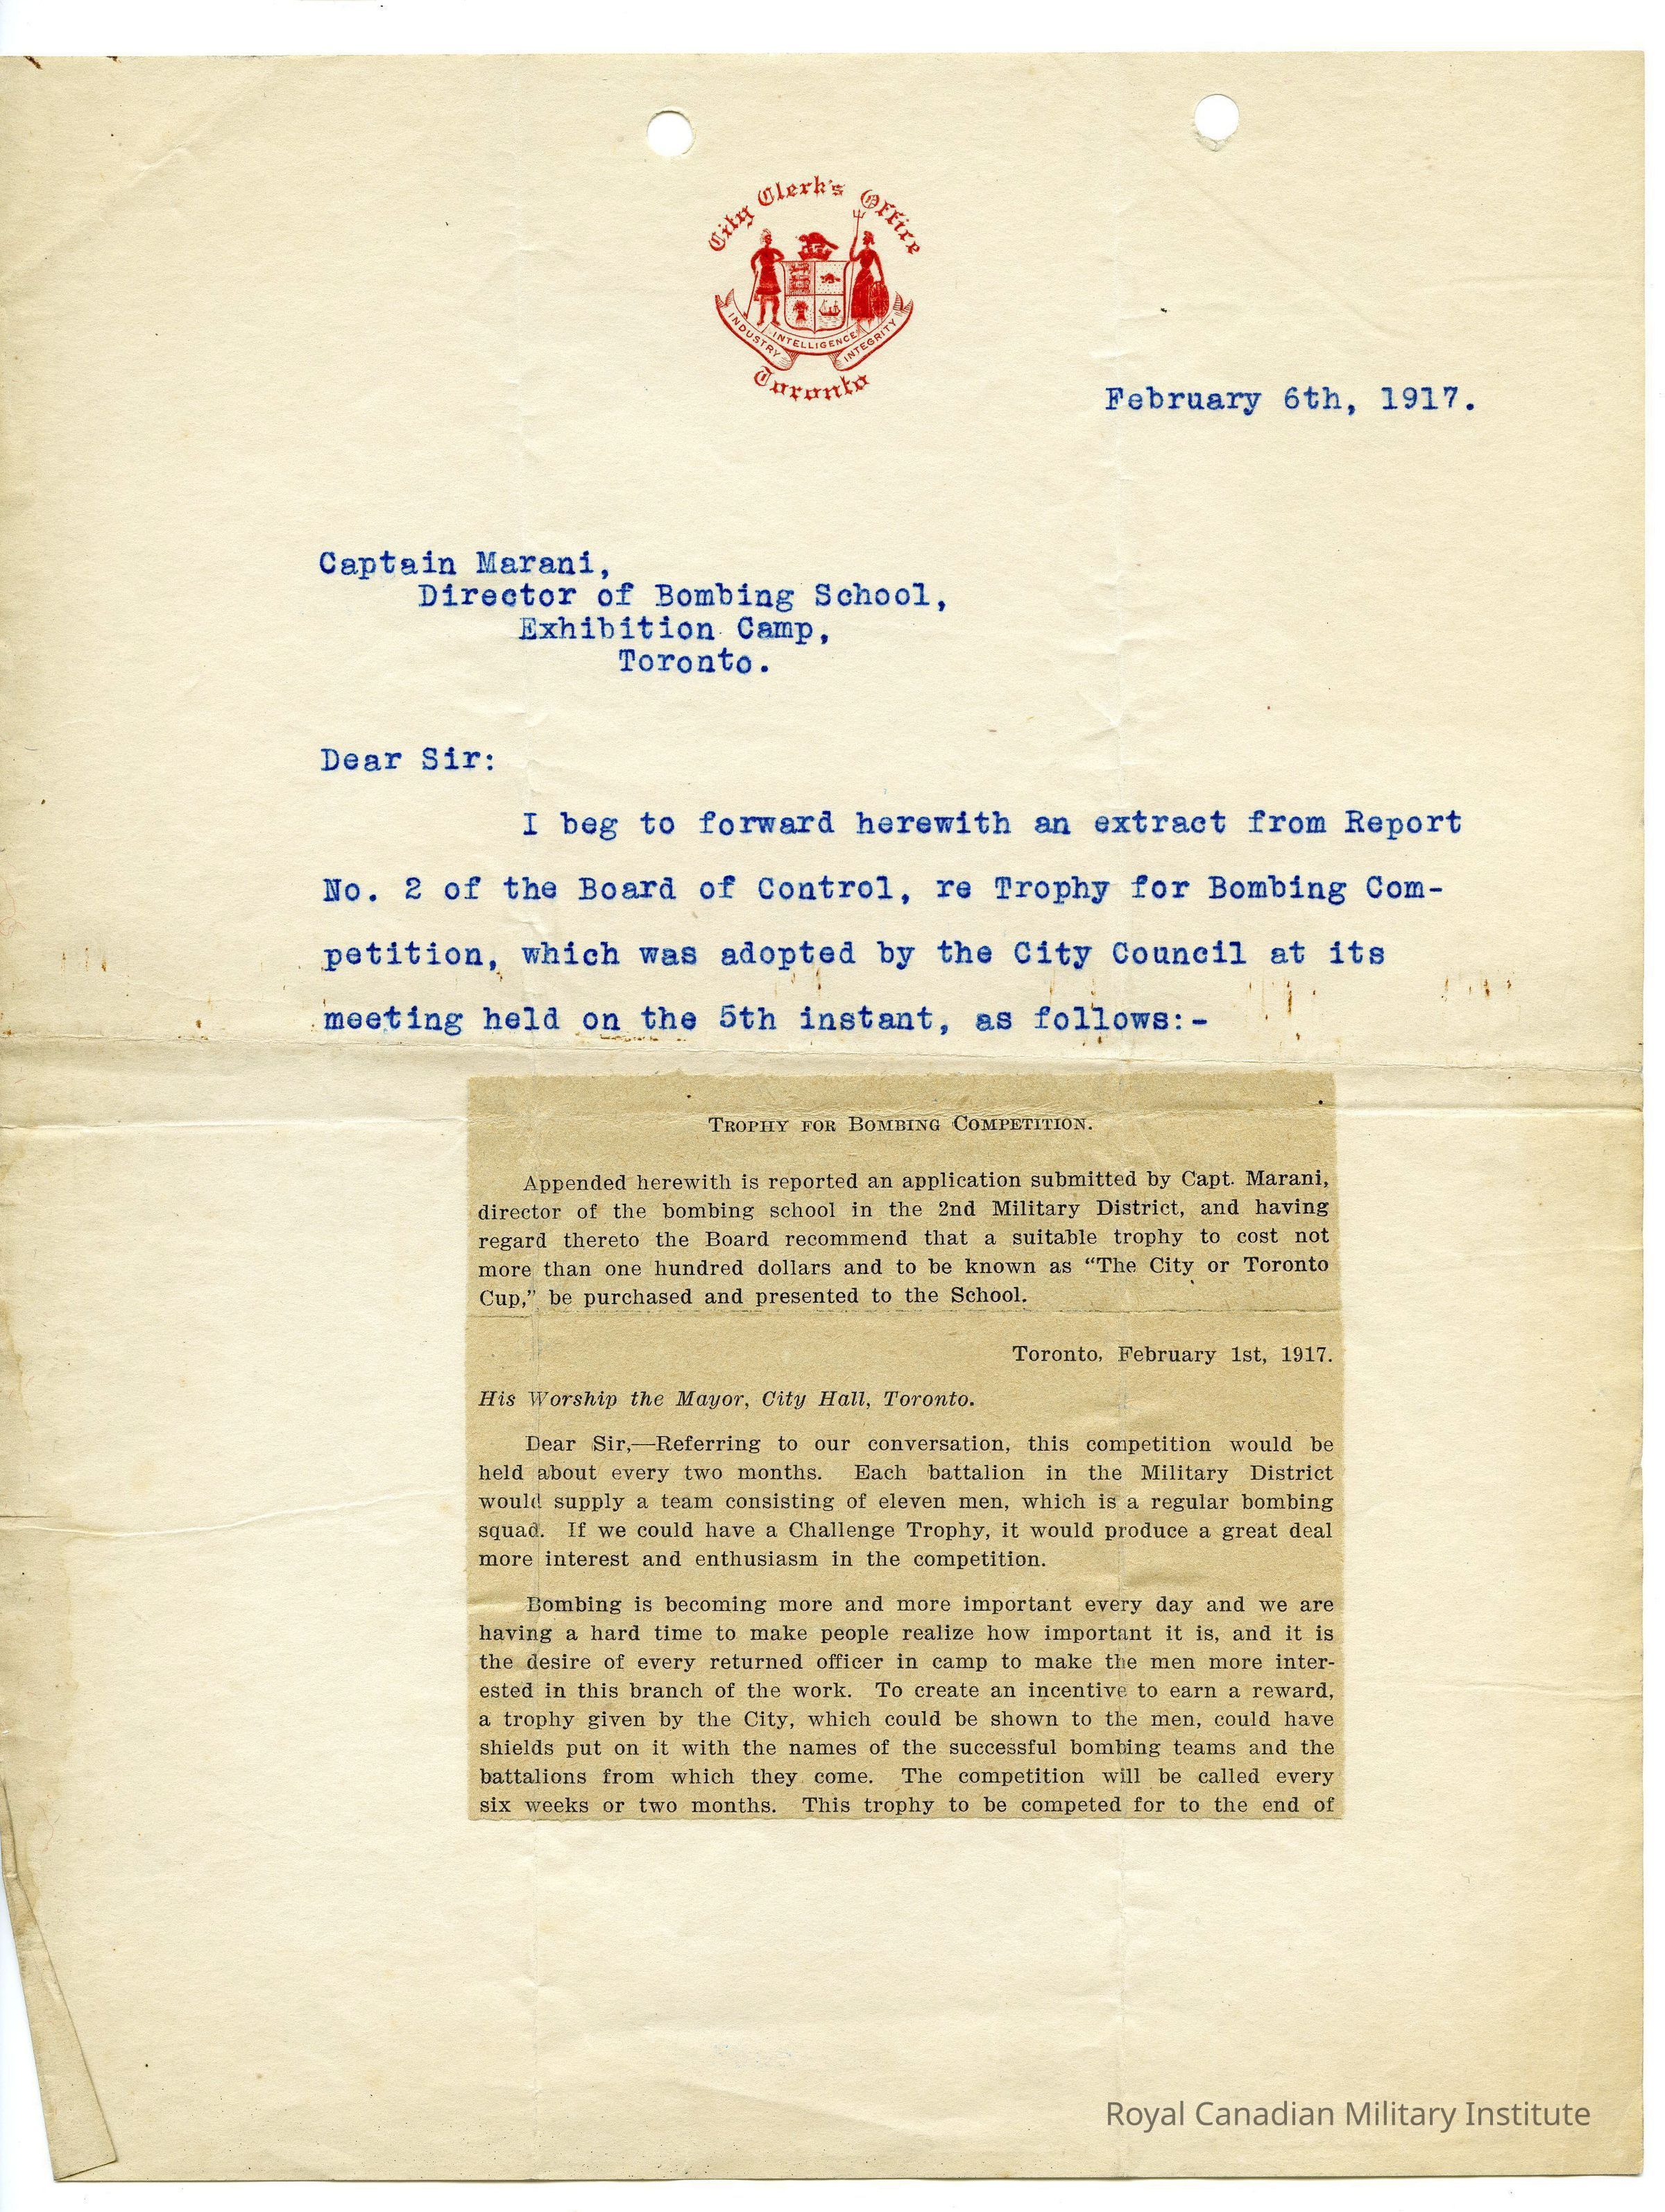 City Clerk's Office
INDUSTRY INTELLIGENCE INTEGRITY
Toronto
February 6th, 1917.
Captain Marani,
Director of Bombing School,
Exhibition Camp,
Toronto.
Dear Sir:
I beg to forward herewith an extract from Report
No. 2 of the Board of Control, re Trophy for Bombing Com-
petition, which was adopted by the City Council at its
meeting held on the 5th instant, as follows:-
TROPHY FOR BOMBING COMPETITION.
Appended herewith is reported an application submitted by Capt. Marani,
director of the bombing school in the 2nd Military District, and having
regard thereto the Board recommend that a suitable trophy to cost not
more than one hundred dollars and to be known as “The City or Toronto
Cup,” be purchased and presented to the School.
Toronto, February 1st, 1917.
His Worship the Mayor, City Hall, Toronto.
Dear Sir,—Referring to our conversation, this competition would be
held about every two months. Each battalion in the Military District
would supply a team consisting of eleven men, which is a regular bombing
squad. If we could have a Challenge Trophy, it would produce a great deal
more interest and enthusiasm in the competition.
Bombing is becoming more and more important every day and we are
having a hard time to make people realize how important it is, and it is
the desire of every returned officer in camp to make the men more inter-
ested in this branch of the work. To create an incentive to earn a reward,
a trophy given by the City, which could be shown to the men, could have
shields put on it with the names of the successful bombing teams and the
battalions from which they come. The competition will be called every
six weeks or two months. This trophy to be competed for to the end of
Royal Canadian Military Institute